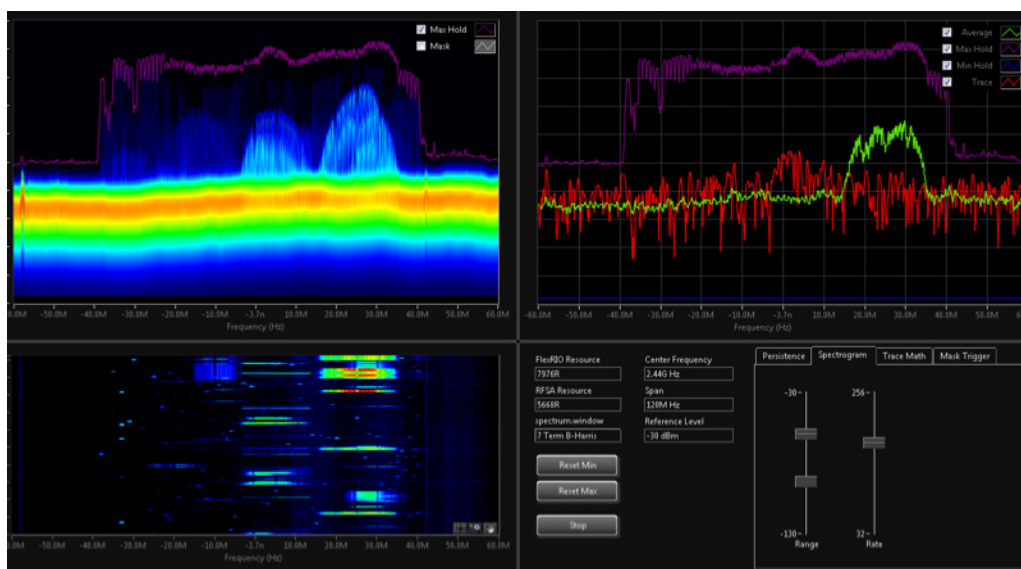 Max Hold
Mask
0.0M -50.0M -40.0M -30.0M -20.0M -10.0M -3.7n 10.0M 20.0M 30.0M 40.0M 50.0M 60.0M
Frequency (Hz)
Average
Max Hold
Min Hold
Trace
-60.0M -50.0M -40.0M -30.0M -20.0M -10.0M -3.7n 10.0M 20.0M 30.0M 40.0M 50.0M 60
Frequency (Hz)
0.0M -50.0M -40.0M -30.0M -20.0M -10.0M -3.7n 10.0M 20.0M 30.0M 40.0M 50.0M 60.0M
Frequency (Hz)
FlexRIO Resource
7976R
RFSA Resource
5668R
spectrum.window
7 Term B-Harris
Center Frequency
2.44G Hz
Span
120M Hz
Reference Level
-30 dBm
Reset Min
Reset Max
Stop
Persistence Spectrogram Trace Math Mask Trigger
-30 256
-130 32
Range Rate